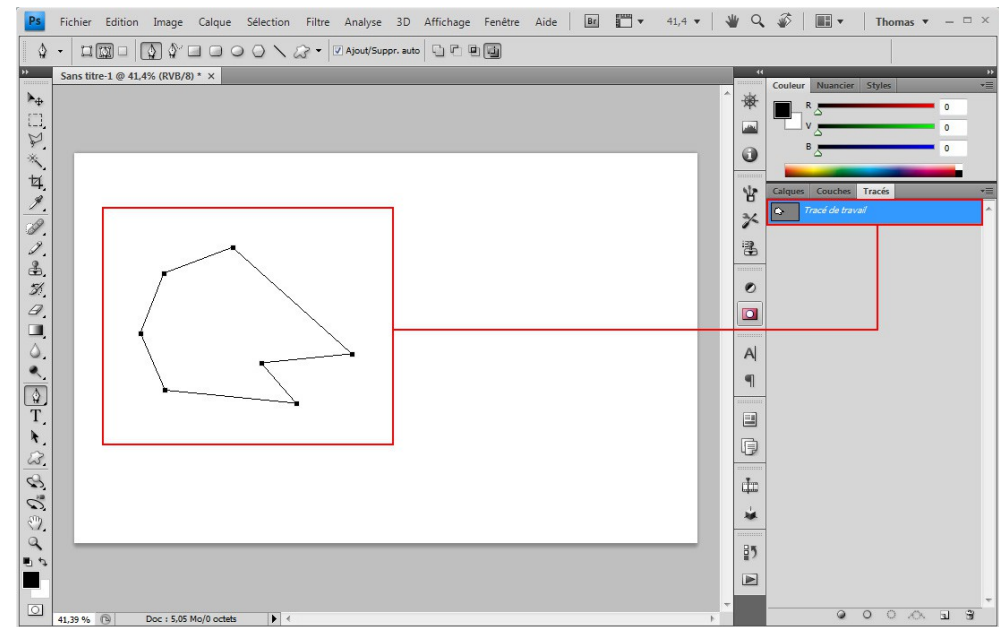 Ps Fichier Edition Image Calque Sélection Filtre Analyse 3D Affichage Fenêtre Aide Br 41,4 Thomas
Ajout/Suppr. auto
Sans titre-1 @ 41,4% (RVB/8) *
Couleur Nuancier Styles
R 0
V 0
B 0
Calques Couches Tracés
Tracé de travail
A
T
41,39 % Doc : 5,05 Mo/0 octets